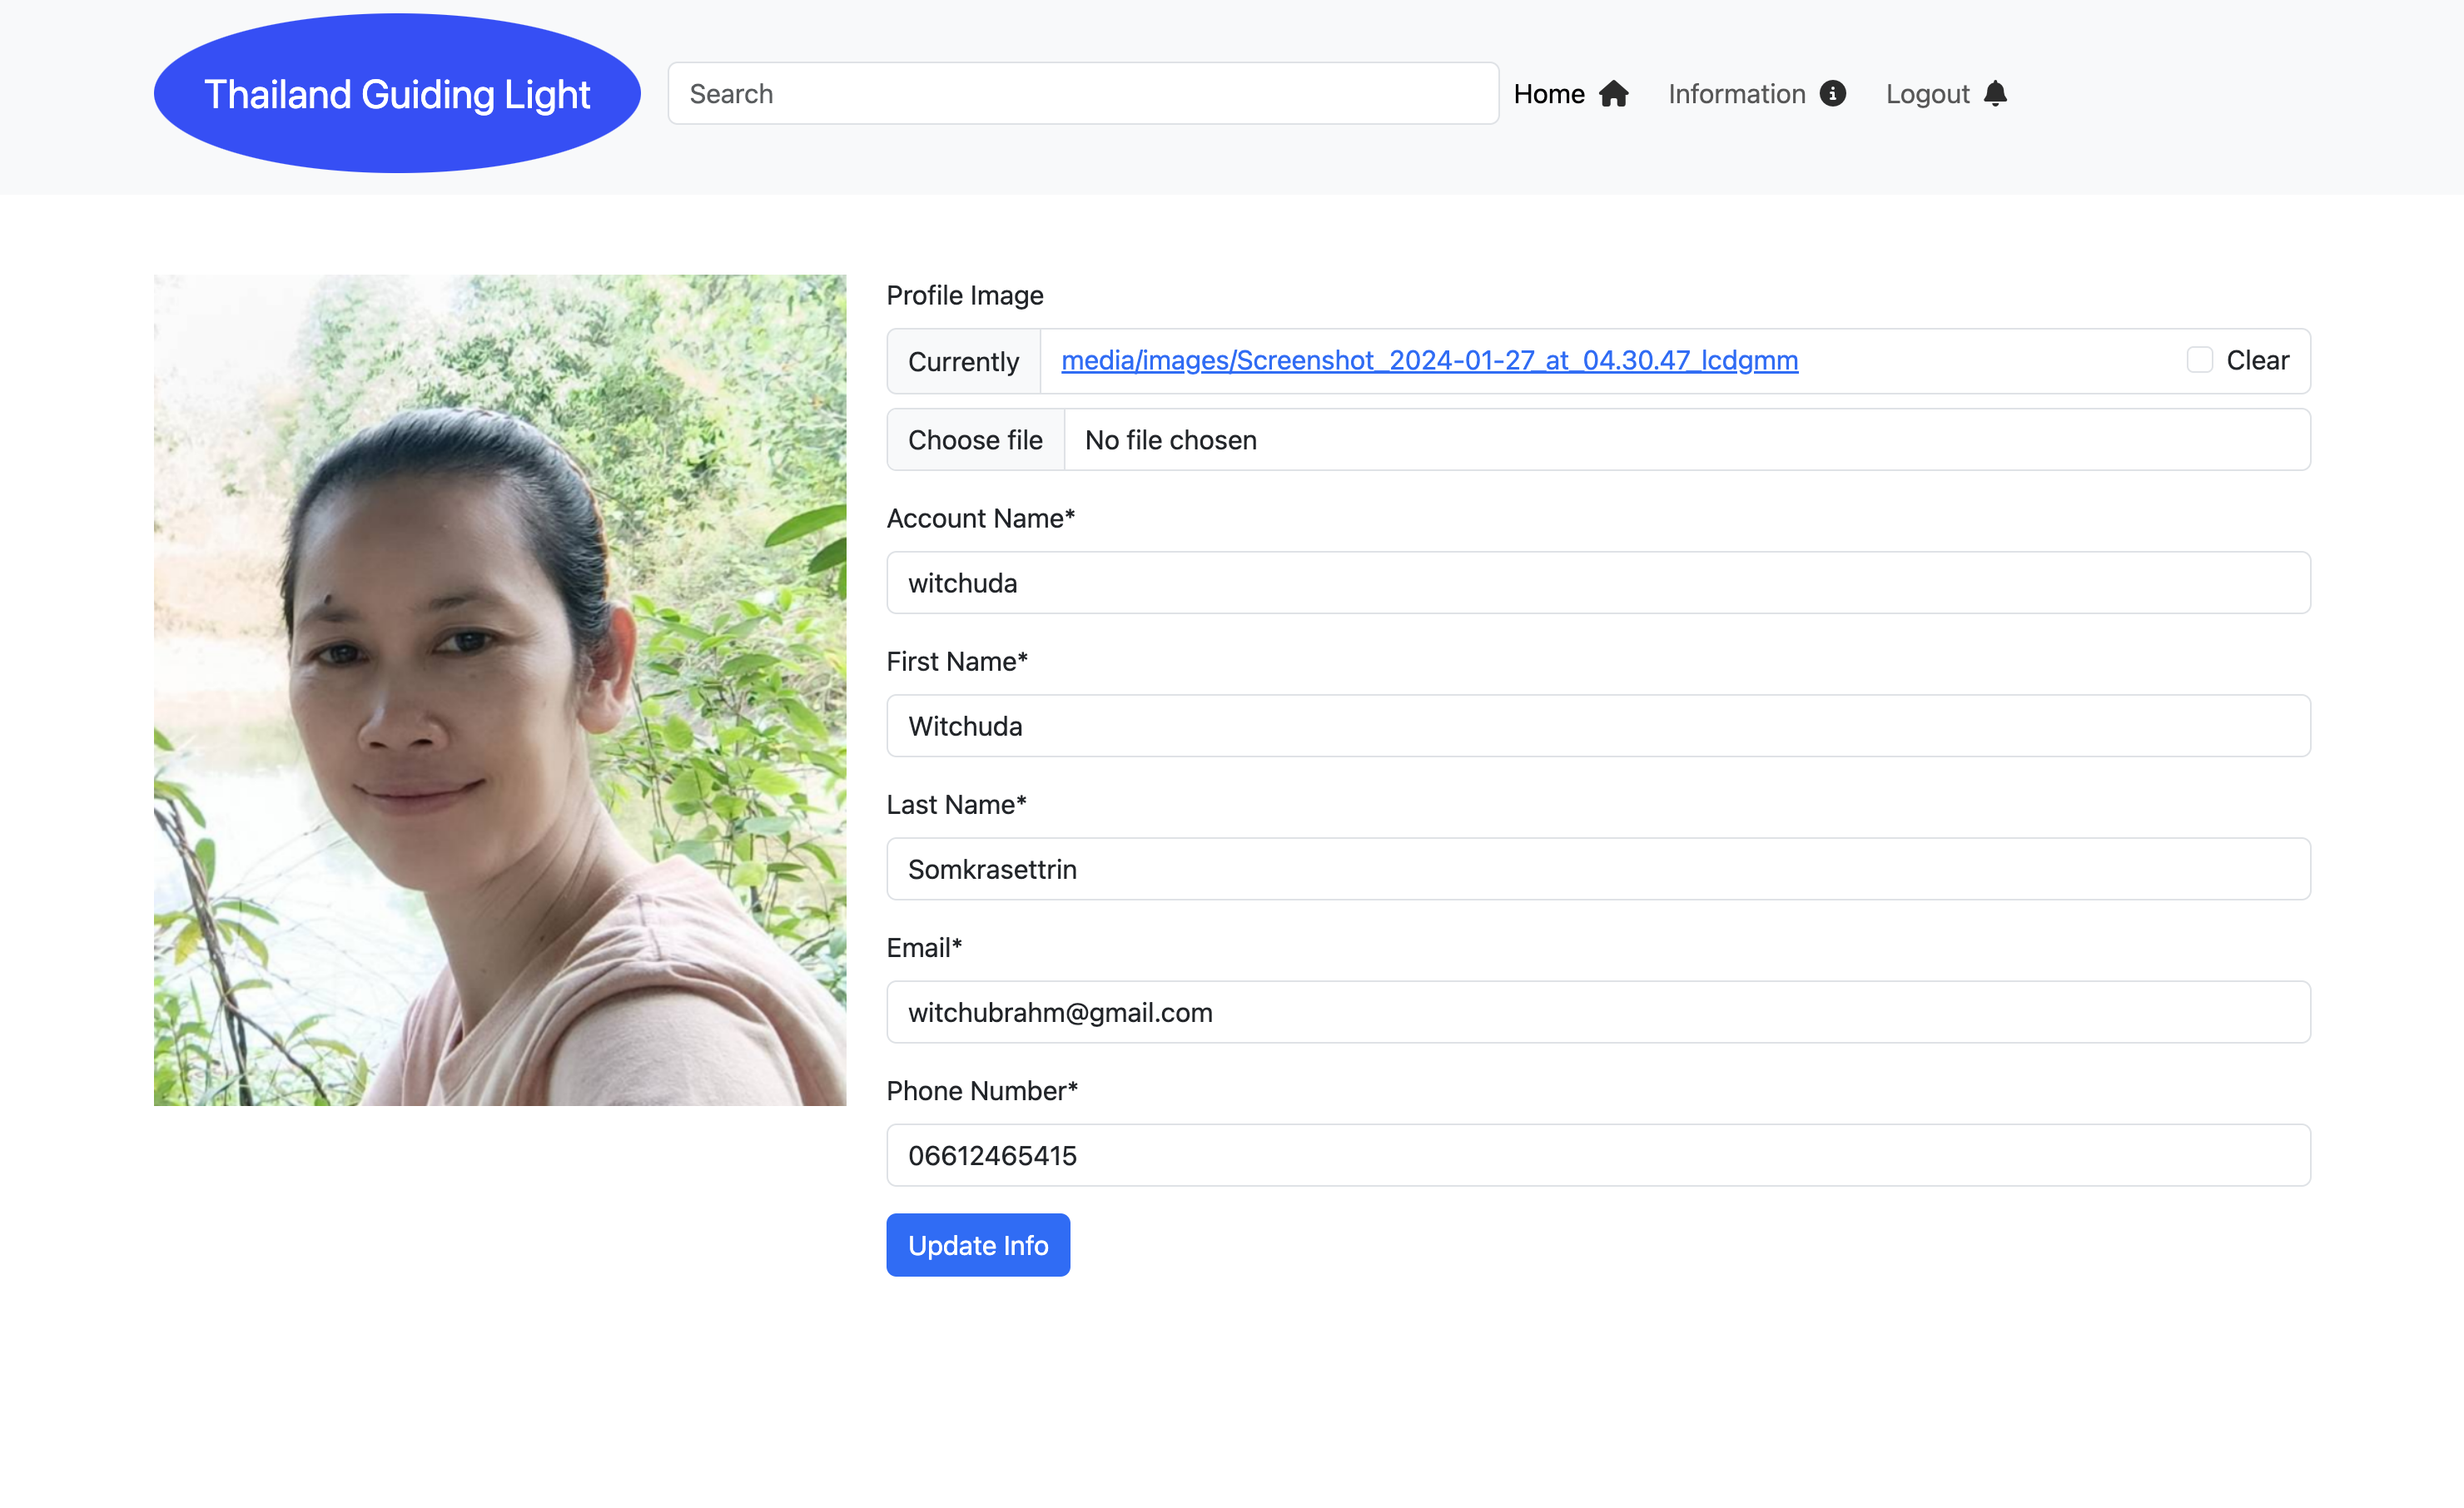 Thailand Guiding Light
Search
Home
Information
Logout
Profile Image
Currently
media/images/Screenshot_2024-01-27_at_04.30.47_lcdgmm
Clear
Choose file
No file chosen
Account Name*
witchuda
First Name*
Witchuda
Last Name*
Somkrasettrin
Email*
witchubrahm@gmail.com
Phone Number*
06612465415
Update Info